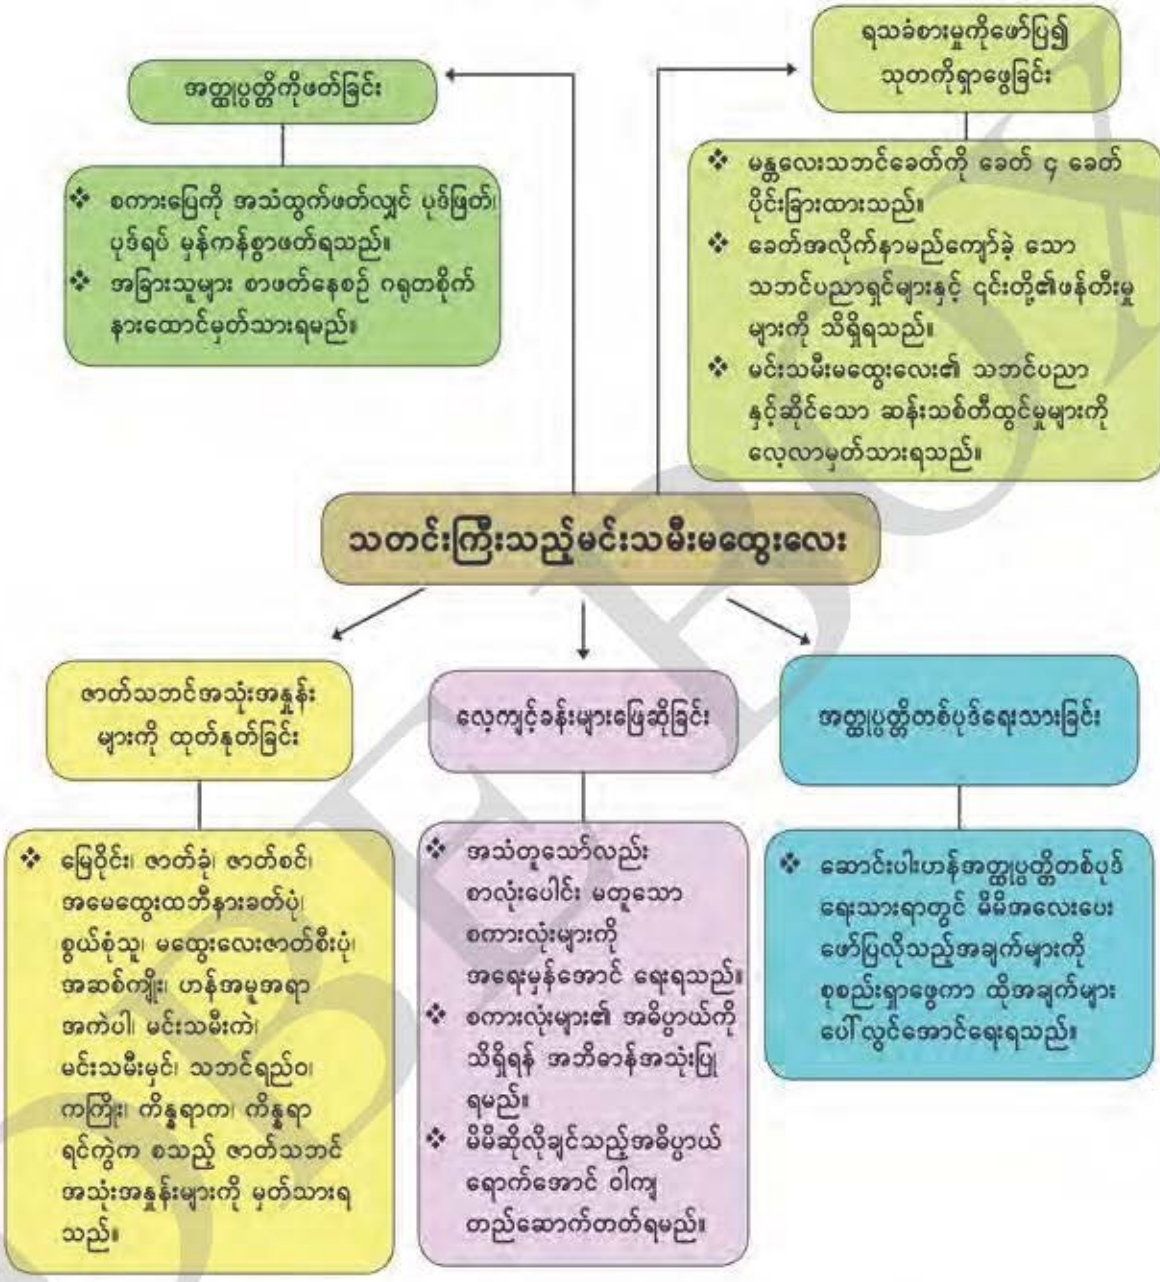 အတ္ထုပ္ပတ္တိကိုဖတ်ခြင်း
❖ စကားပြေကို အသံထွက်ဖတ်လျှင် ပုဒ်ဖြတ်၊
ပုဒ်ရပ် မှန်ကန်စွာဖတ်ရသည်။
❖ အခြားသူများ စာဖတ်နေစဉ် ဂရုတစိုက်
နားထောင်မှတ်သားရမည်။
ရသခံစားမှုကိုဖော်ပြ၍
သုတကိုရှာဖွေခြင်း
❖ မန္တလေးသဘင်ခေတ်ကို ခေတ် ၄ ခေတ်
ပိုင်းခြားထားသည်။
❖ ခေတ်အလိုက်နာမည်ကျော်ခဲ့ သော
သဘင်ပညာရှင်များနှင့် ၎င်းတို့၏ဖန်တီးမှု
များကို သိရှိရသည်။
❖ မင်းသမီးမထွေးလေး၏ သဘင်ပညာ
နှင့်ဆိုင်သော ဆန်းသစ်တီထွင်မှုများကို
လေ့လာမှတ်သားရသည်။
သတင်းကြီးသည့်မင်းသမီးမထွေးလေး
ဇာတ်သဘင်အသုံးအနှုန်း
များကို ထုတ်နုတ်ခြင်း
❖ မြေဝိုင်း၊ ဇာတ်ခုံ၊ ဇာတ်စင်၊
အမေထွေးထဘီနားခတ်ပုံ၊
စွယ်စုံသူ၊ မထွေးလေးဇာတ်စီးပုံ၊
အဆစ်ကျိုး၊ ဟန်အမူအရာ
အကဲပါ၊ မင်းသမီးကဲ၊
မင်းသမီးမှင်၊ သဘင်ရည်ဝ၊
ကကြိုး၊ ကိန္နရာက၊ ကိန္နရာ
ရင်ကွဲက စသည့် ဇာတ်သဘင်
အသုံးအနှုန်းများကို မှတ်သားရ
သည်။
လေ့ကျင့်ခန်းများဖြေဆိုခြင်း
❖ အသံတူသော်လည်း
စာလုံးပေါင်း မတူသော
စကားလုံးများကို
အရေးမှန်အောင် ရေးရသည်။
❖ စကားလုံးများ၏ အဓိပ္ပာယ်ကို
သိရှိရန် အဘိဓာန်အသုံးပြု
ရမည်။
❖ မိမိဆိုလိုချင်သည့်အဓိပ္ပာယ်
ရောက်အောင် ဝါကျ
တည်ဆောက်တတ်ရမည်။
အတ္ထုပ္ပတ္တိတစ်ပုဒ်ရေးသားခြင်း
❖ ဆောင်းပါးဟန်အတ္ထုပ္ပတ္တိတစ်ပုဒ်
ရေးသားရာတွင် မိမိအလေးပေး
ဖော်ပြလိုသည့်အချက်များကို
စုစည်းရှာဖွေကာ ထိုအချက်များ
ပေါ်လွင်အောင်ရေးရသည်။